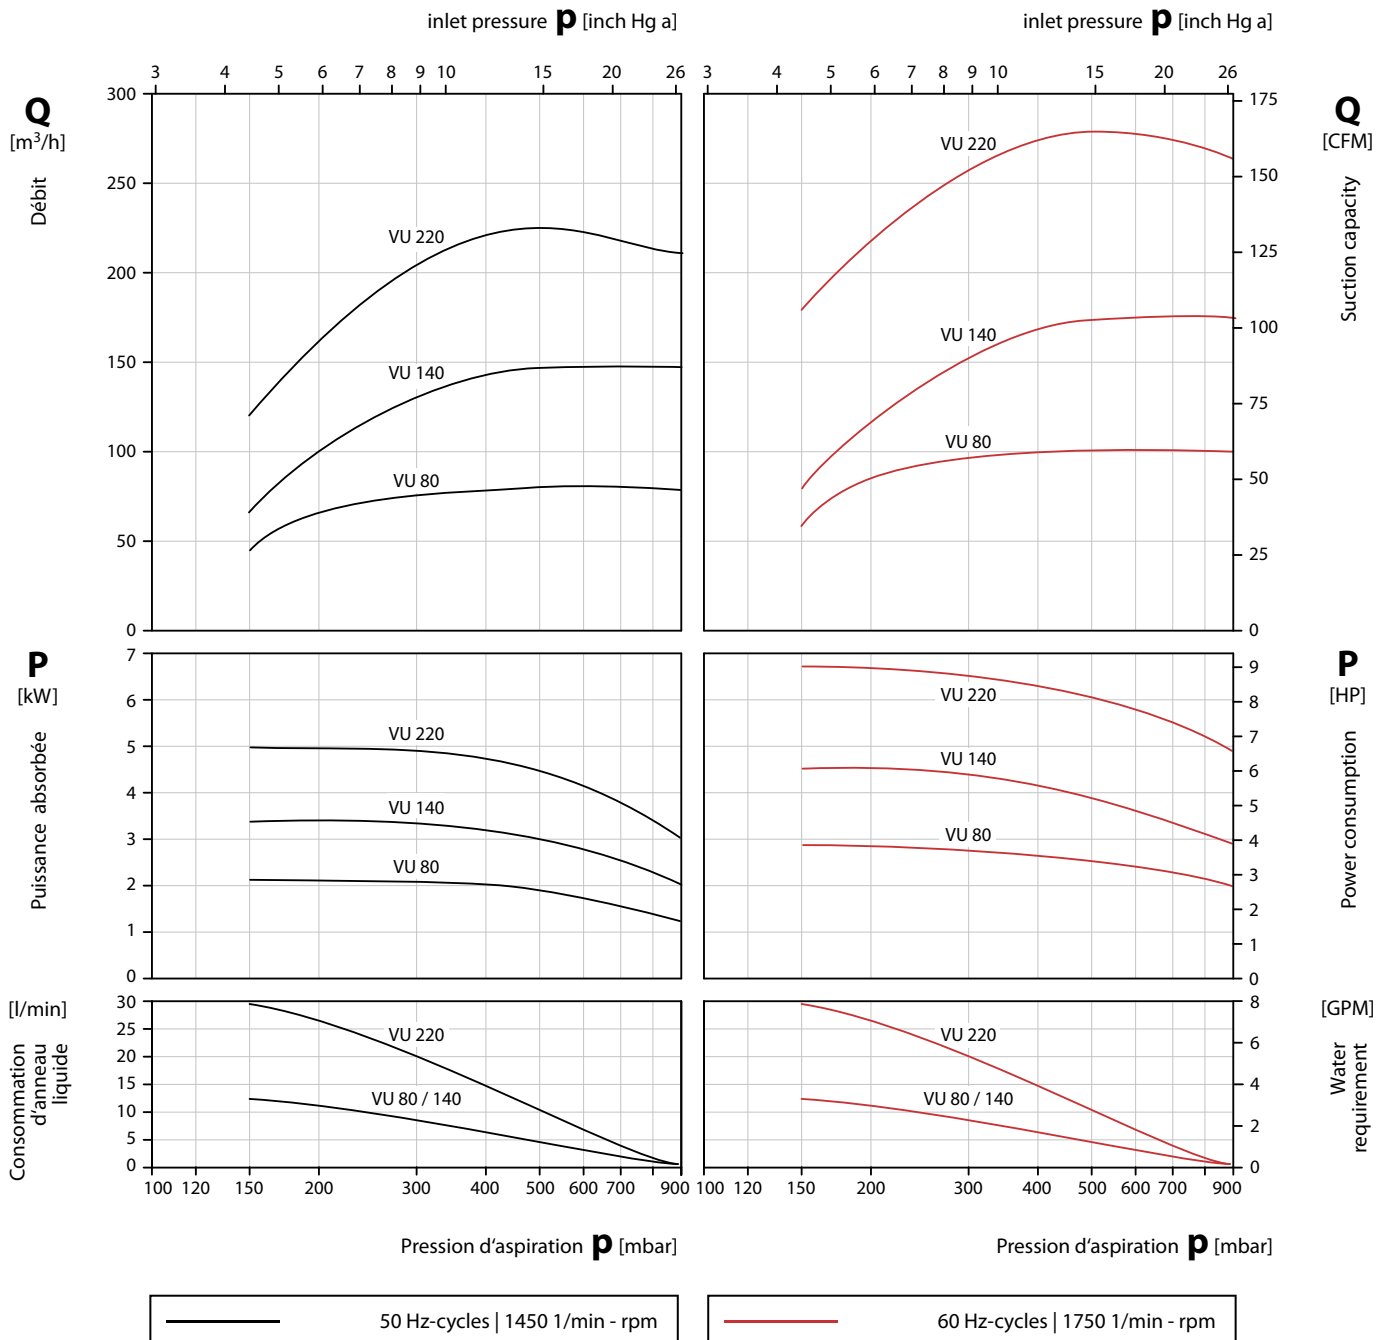 inlet pressure p [inch Hg a] inlet pressure p [inch Hg a]
3 4 5 6 7 8 9 10 15 20 26 3 4 5 6 7 8 9 10 15 20 26
Q
[m³/h]
Débit
300
250
200
150
100
50
0
VU 220
VU 140
VU 80
VU 220
VU 140
VU 80
175
150
125
100
75
50
25
0
Q
[CFM]
Suction capacity
P
[kW]
Puissance absorbée
7
6
5
4
3
2
1
0
VU 220
VU 140
VU 80
VU 220
VU 140
VU 80
9
8
7
6
5
4
3
2
1
0
P
[HP]
Power consumption
[l/min]
Consommation
d'anneau
liquide
30
25
20
15
10
5
0
VU 220
VU 80 / 140
VU 220
VU 80 / 140
8
6
4
2
0
[GPM]
Water
requirement
100 120 150 200 300 400 500 600 700 900 100 120 150 200 300 400 500 600 700 900
Pression d‘aspiration p [mbar] Pression d‘aspiration p [mbar]
50 Hz-cycles | 1450 1/min - rpm 60 Hz-cycles | 1750 1/min - rpm